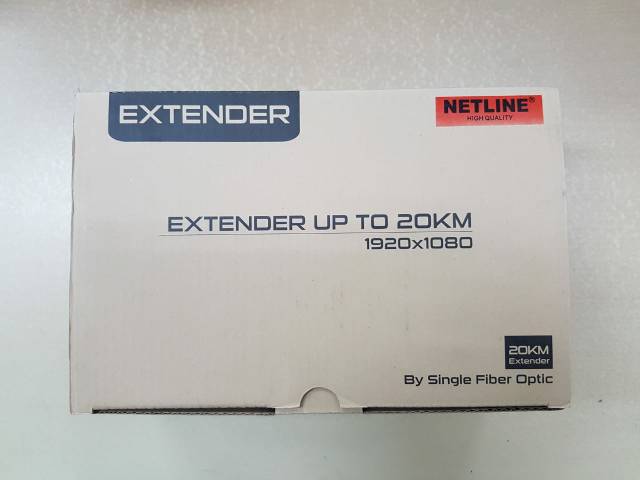 EXTENDER
NETLINE®
HIGH QUALITY
EXTENDER UP TO 20KM
1920x1080
20KM
Extender
By Single Fiber Optic